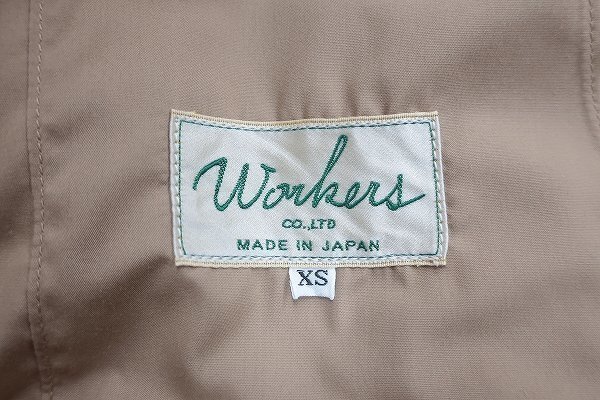 Workers
CO.,LTD
MADE IN JAPAN
XS